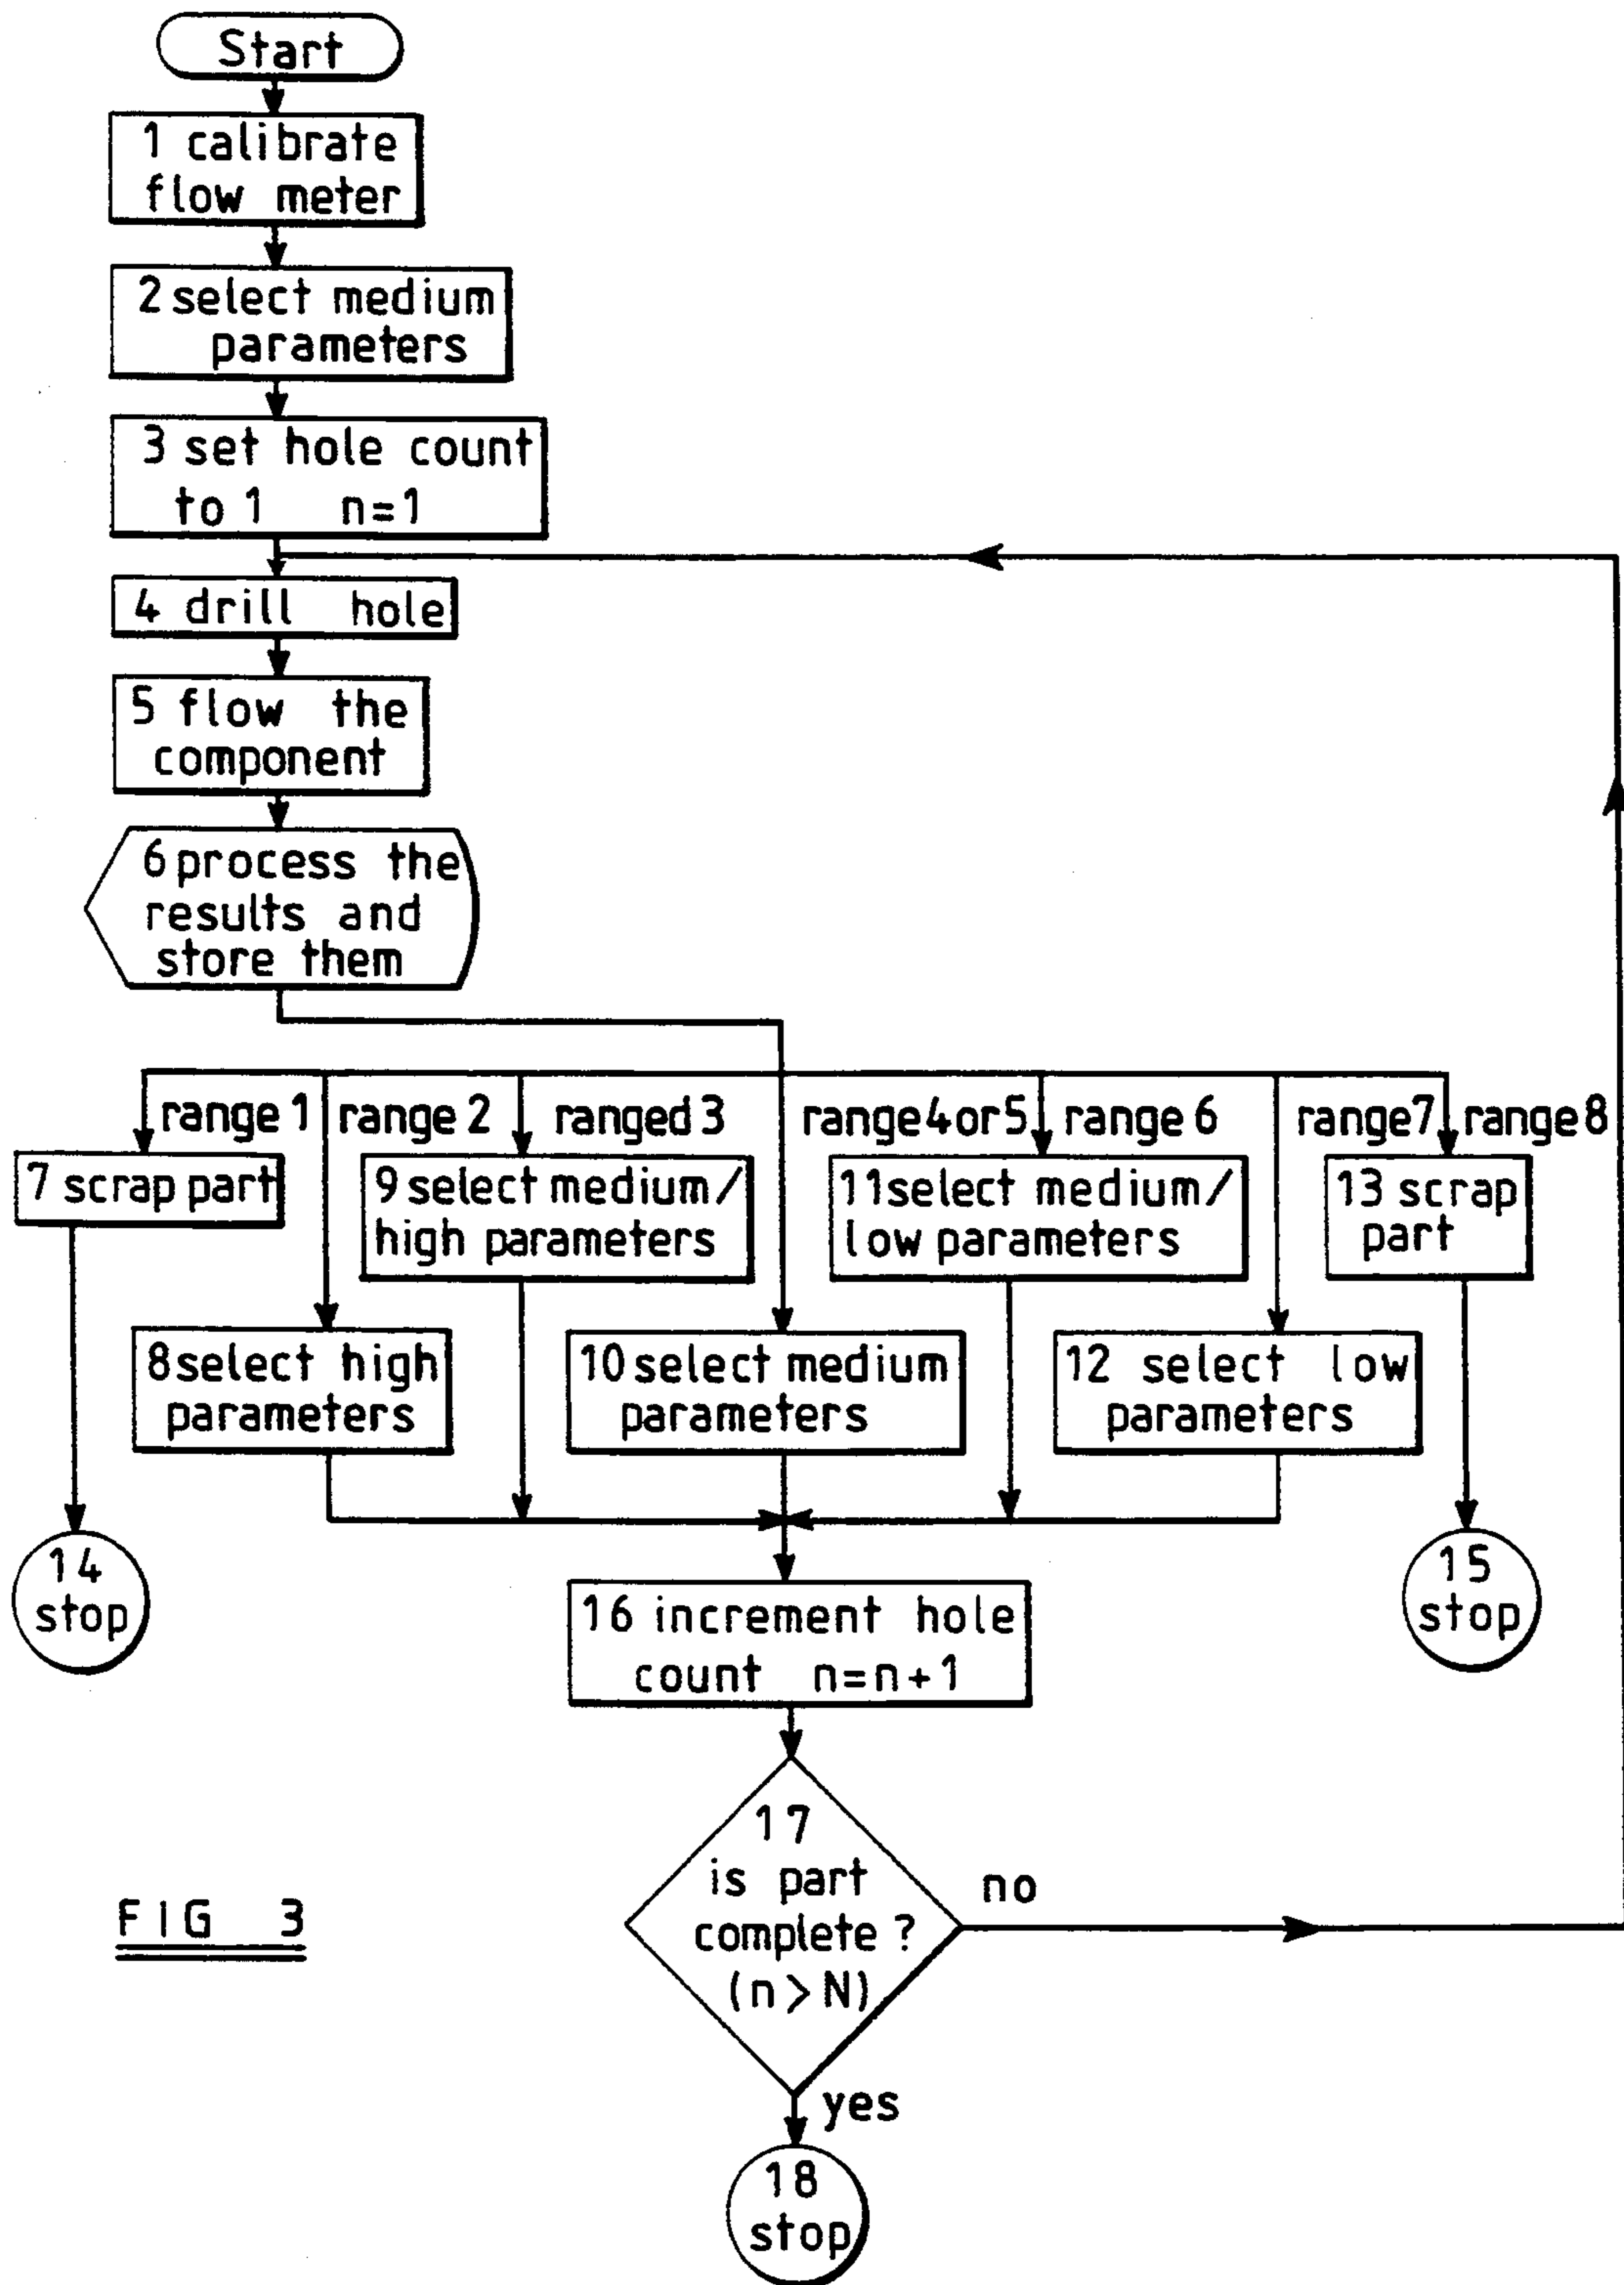 Start
1 calibrate
flow meter
2 select medium
parameters
3 set hole count
to 1 n=1
4 drill hole
5 flow the
component
6 process the
results and
store them
range 1
range 2
ranged 3
range 4 or 5
range 6
range 7
range 8
7 scrap part
9 select medium/
high parameters
11 select medium/
low parameters
13 scrap
part
8 select high
parameters
10 select medium
parameters
12 select low
parameters
14
stop
15
stop
16 increment hole
count n=n+1
17
is part
complete ?
(n>N)
no
yes
18
stop
FIG 3